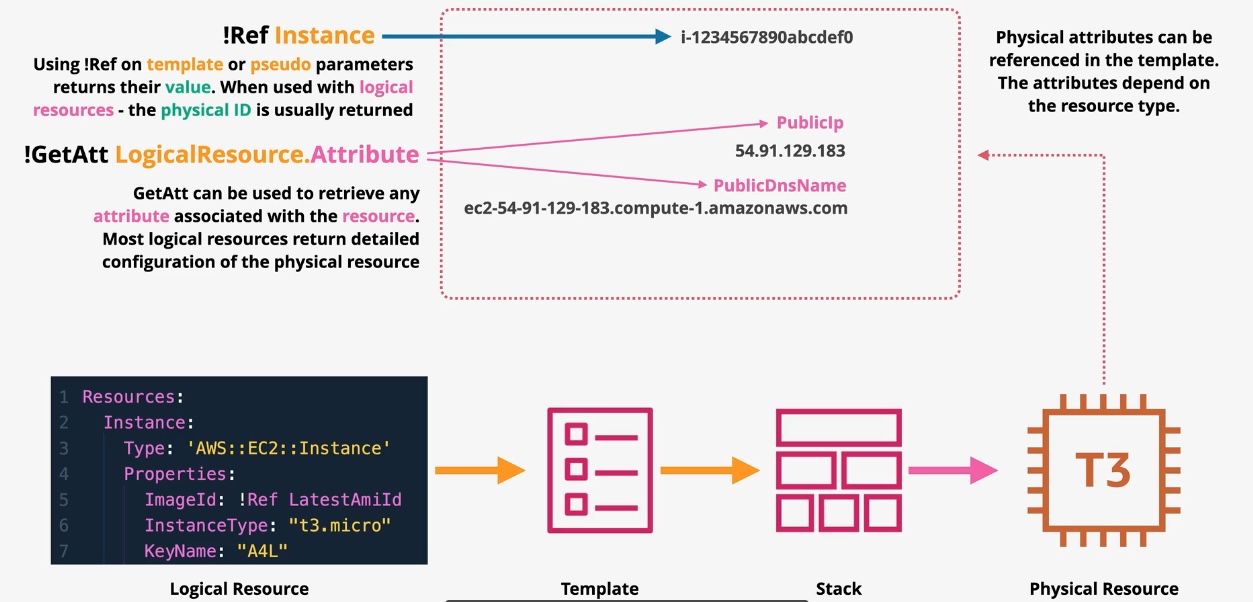 !Ref Instance
i-1234567890abcdef0
Using !Ref on template or pseudo parameters
returns their value. When used with logical
resources - the physical ID is usually returned
Physical attributes can be
referenced in the template.
The attributes depend on
the resource type.
!GetAtt LogicalResource.Attribute
PublicIp
54.91.129.183
PublicDnsName
ec2-54-91-129-183.compute-1.amazonaws.com
GetAtt can be used to retrieve any
attribute associated with the resource.
Most logical resources return detailed
configuration of the physical resource
1 Resources:
2 Instance:
3 Type: 'AWS::EC2::Instance'
4 Properties:
5 ImageId: !Ref LatestAmiId
6 InstanceType: "t3.micro"
7 KeyName: "A4L"
T3
Logical Resource
Template
Stack
Physical Resource